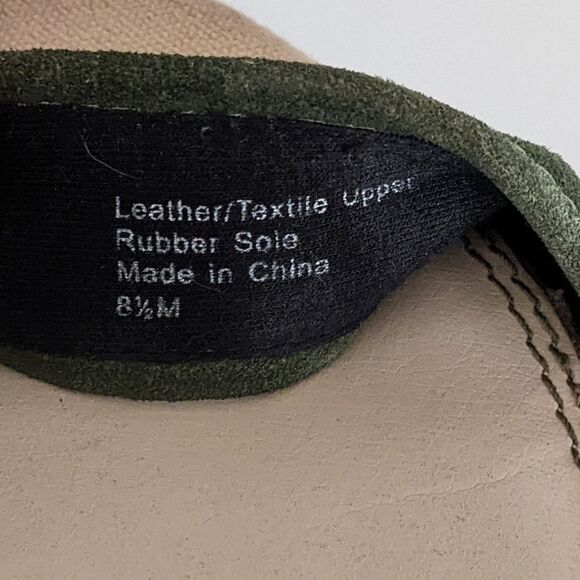 Leather/Textile Upper
Rubber Sole
Made in China
8½M